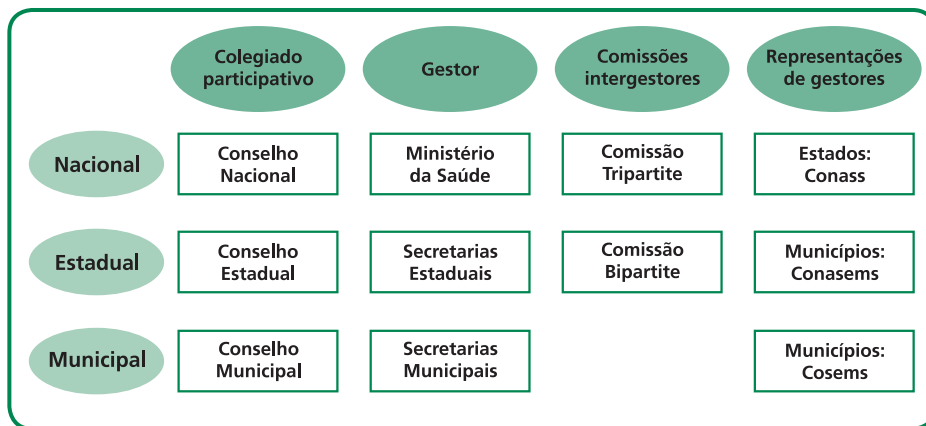 Colegiado
participativo
Gestor
Comissões
intergestores
Representações
de gestores
Nacional
Conselho
Nacional
Ministério
da Saúde
Comissão
Tripartite
Estados:
Conass
Estadual
Conselho
Estadual
Secretarias
Estaduais
Comissão
Bipartite
Municípios:
Conasems
Municipal
Conselho
Municipal
Secretarias
Municipais
Municípios:
Cosems